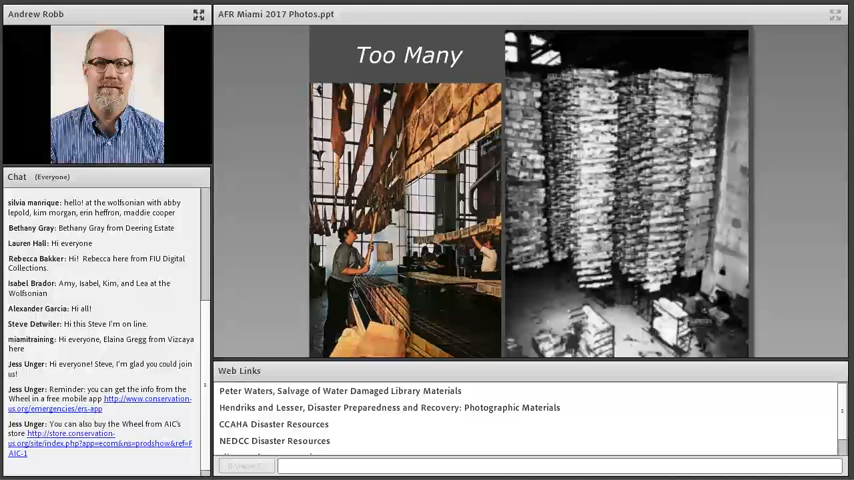 Andrew Robb
Chat (Everyone)
silvia manrique: hello! at the wolfsonian with abby
lepold, kim morgan, erin heffron, maddie cooper
Bethany Gray: Bethany Gray from Deering Estate
Lauren Hall: Hi everyone
Rebecca Bakker: Hi! Rebecca here from FIU Digital
Collections.
Isabel Brador: Amy, Isabel, Kim, and Lea at the
Wolfsonian
Alexander Garcia: Hi all!
Steve Detwiler: Hi this Steve I'm on line.
miamitraining: Hi everyone, Elaina Gregg from Vizcaya
here
Jess Unger: Hi everyone! Steve, I'm glad you could join
us!
Jess Unger: Reminder: you can get the info from the
Wheel in a free mobile app http://www.conservation-
us.org/emergencies/ers-app
Jess Unger: You can also buy the Wheel from AIC's
store http://store.conservation-
us.org/site/index.php?app=ecom&ns=prodshow&ref=F
AIC-1
AFR Miami 2017 Photos.ppt
Too Many
Web Links
Peter Waters, Salvage of Water Damaged Library Materials
Hendriks and Lesser, Disaster Preparedness and Recovery: Photographic Materials
CCAHA Disaster Resources
NEDCC Disaster Resources